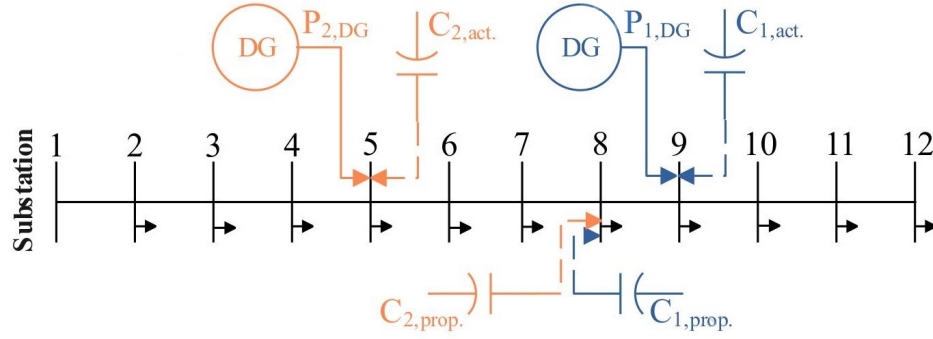 DG P2,DG C2,act. DG P1,DG C1,act.
1 2 3 4 5 6 7 8 9 10 11 12
Substation
C2,prop. C1,prop.